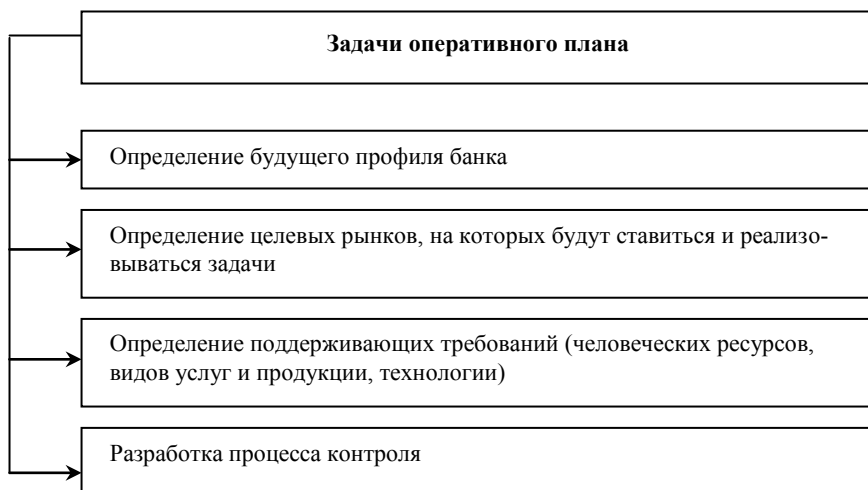 Задачи оперативного плана
Определение будущего профиля банка
Определение целевых рынков, на которых будут ставиться и реализо-
вываться задачи
Определение поддерживающих требований (человеческих ресурсов,
видов услуг и продукции, технологии)
Разработка процесса контроля